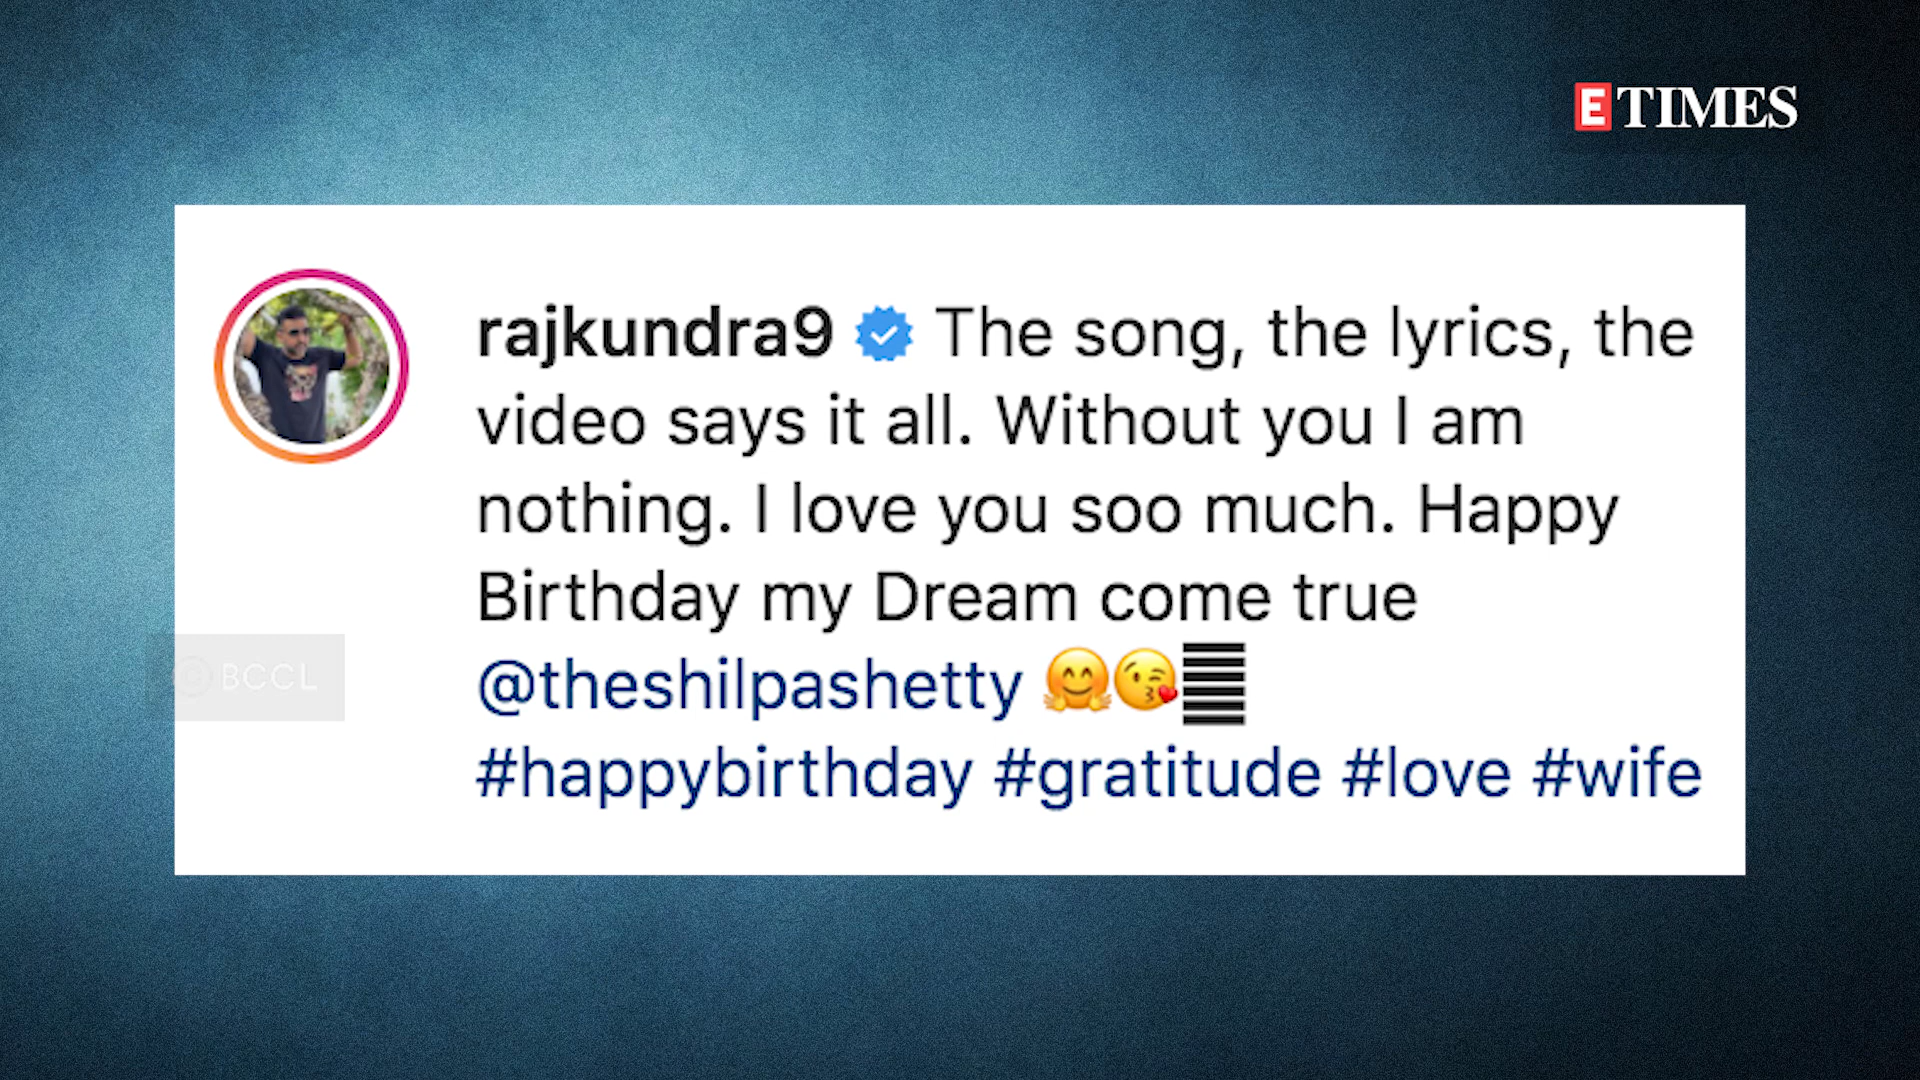 E TIMES
rajkundra9 The song, the lyrics, the
video says it all. Without you I am
nothing. I love you soo much. Happy
Birthday my Dream come true
@theshilpashetty 🤗😘
#happybirthday #gratitude #love #wife
© BCCL